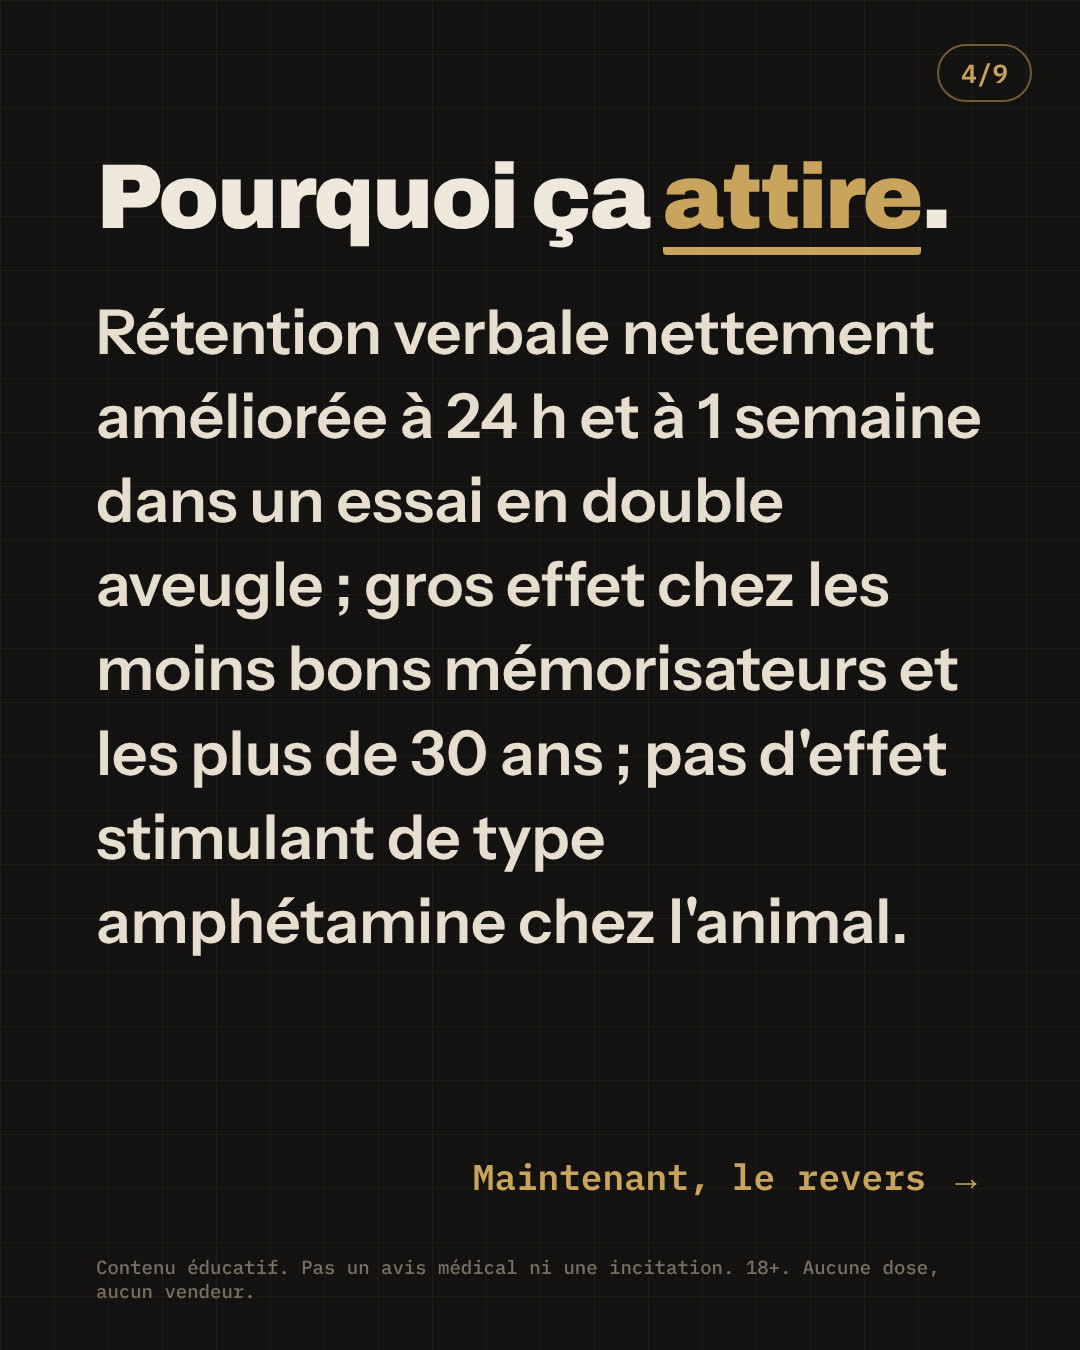 4/9
Pourquoi ça attire.
Rétention verbale nettement
améliorée à 24 h et à 1 semaine
dans un essai en double
aveugle ; gros effet chez les
moins bons mémorisateurs et
les plus de 30 ans ; pas d'effet
stimulant de type
amphétamine chez l'animal.
Maintenant, le revers →
Contenu éducatif. Pas un avis médical ni une incitation. 18+. Aucune dose,
aucun vendeur.